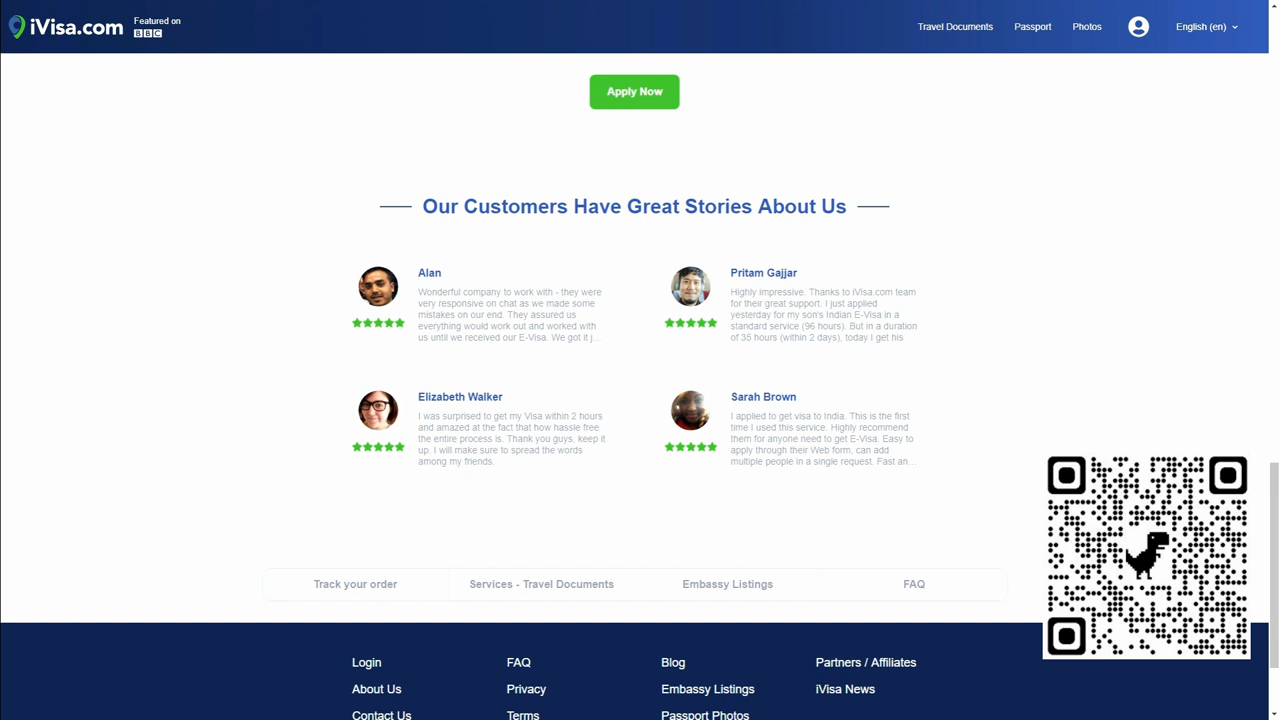 iVisa.com
Featured on
BBC
Travel Documents
Passport
Photos
English (en)
Apply Now
Our Customers Have Great Stories About Us
Alan
Wonderful company to work with - they were
very responsive on chat as we made some
mistakes on our end. They assured us
everything would work out and worked with
us until we received our E-Visa. We got it j...
Pritam Gajjar
Highly impressive. Thanks to iVisa.com team
for their great support. I just applied
yesterday for my son's Indian E-Visa in a
standard service (96 hours). But in a duration
of 35 hours (within 2 days), today I get his
Elizabeth Walker
I was surprised to get my Visa within 2 hours
and amazed at the fact that how hassle free
the entire process is. Thank you guys, keep it
up. I will make sure to spread the words
among my friends.
Sarah Brown
I applied to get visa to India. This is the first
time I used this service. Highly recommend
them for anyone need to get E-Visa. Easy to
apply through their Web form, can add
multiple people in a single request. Fast an...
Track your order
Services - Travel Documents
Embassy Listings
FAQ
Login
FAQ
Blog
Partners / Affiliates
About Us
Privacy
Embassy Listings
iVisa News
Contact Us
Terms
Passport Photos